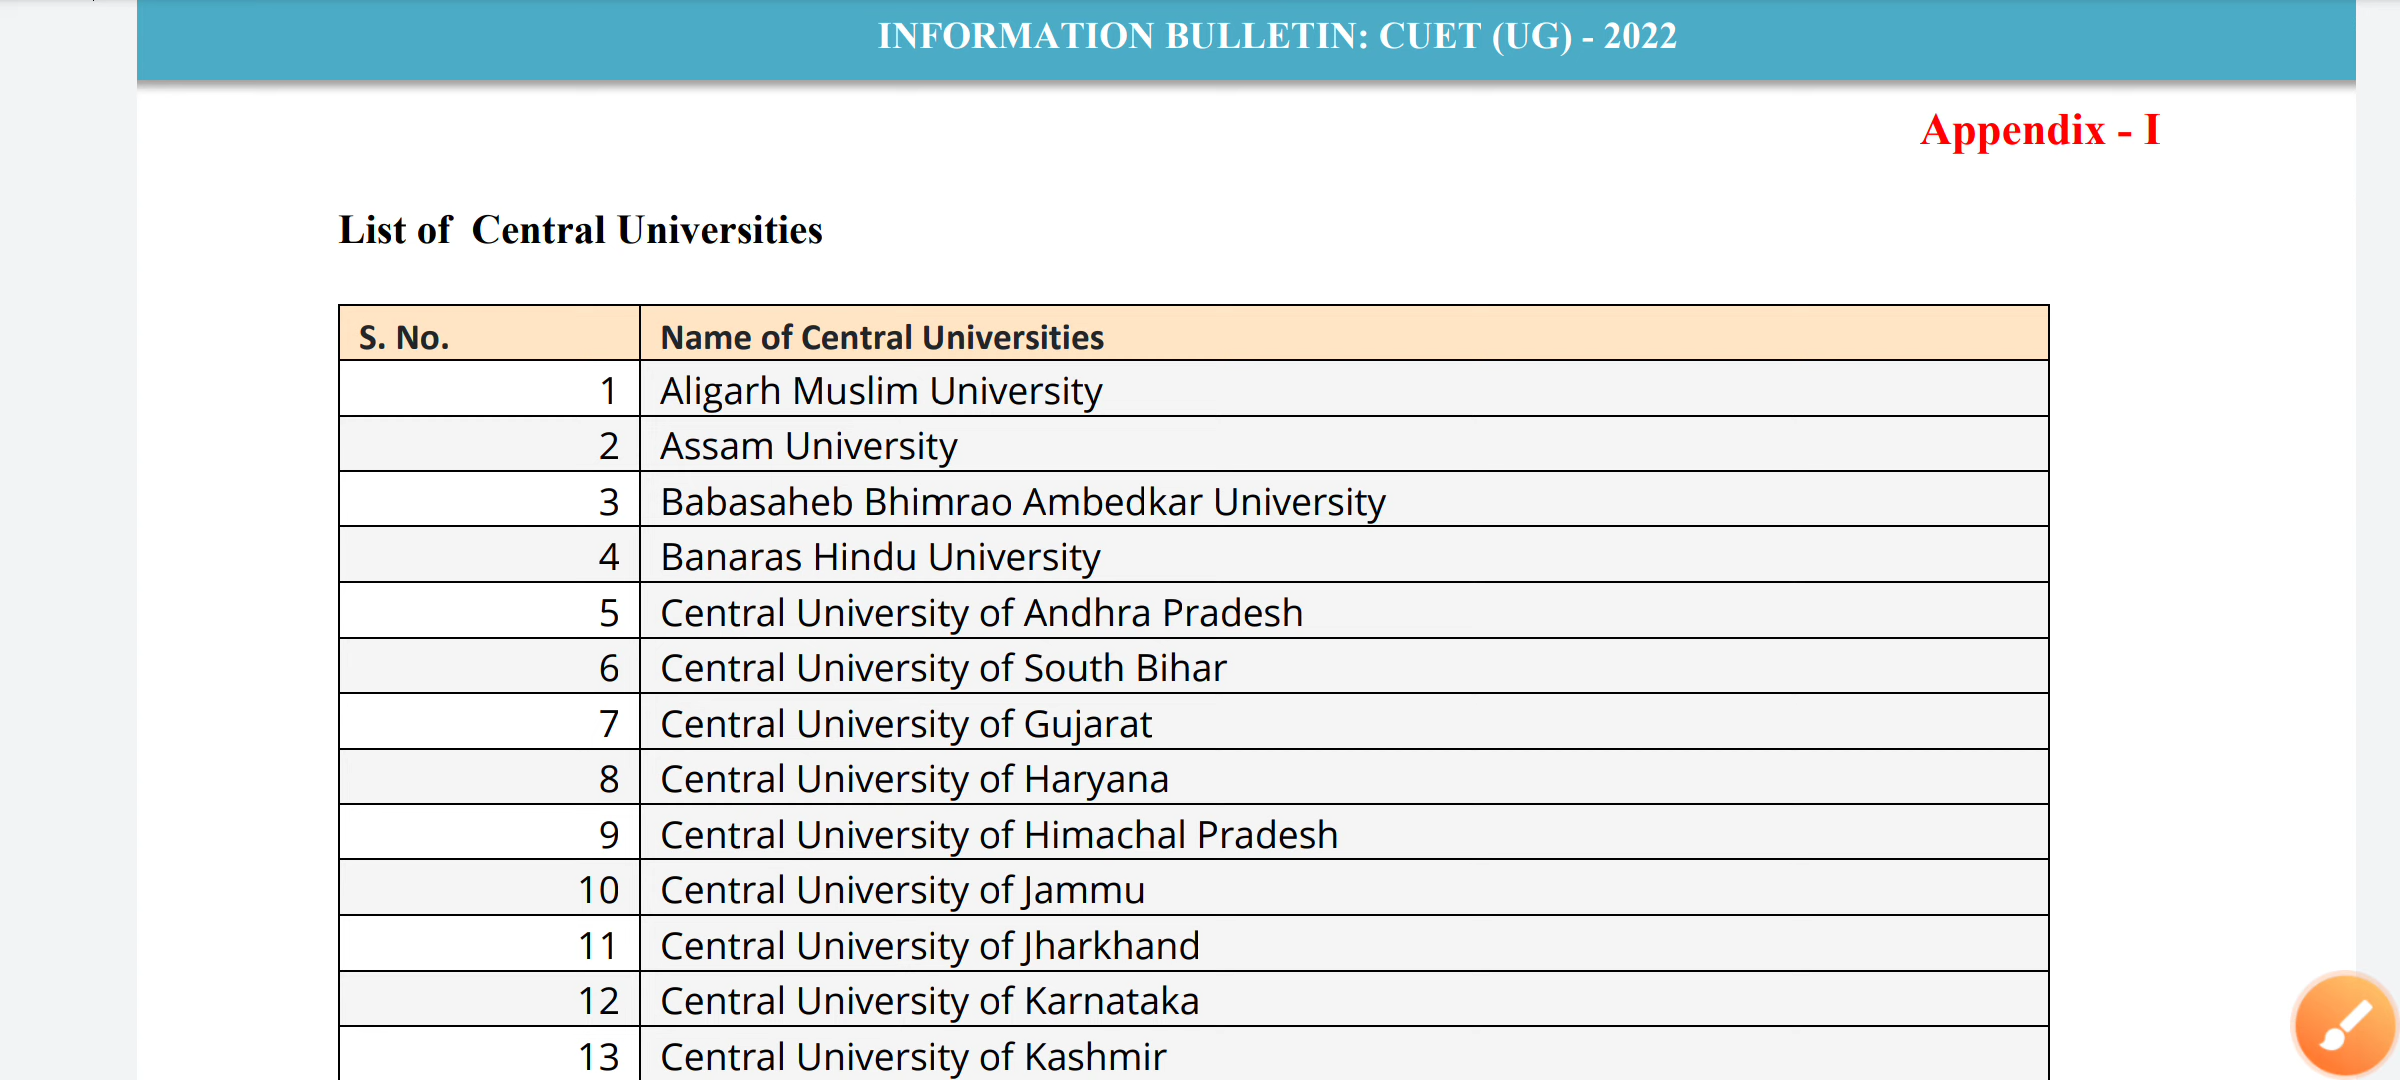 INFORMATION BULLETIN: CUET (UG) - 2022
Appendix - I
List of Central Universities
S. No. Name of Central Universities
1 Aligarh Muslim University
2 Assam University
3 Babasaheb Bhimrao Ambedkar University
4 Banaras Hindu University
5 Central University of Andhra Pradesh
6 Central University of South Bihar
7 Central University of Gujarat
8 Central University of Haryana
9 Central University of Himachal Pradesh
10 Central University of Jammu
11 Central University of Jharkhand
12 Central University of Karnataka
13 Central University of Kashmir